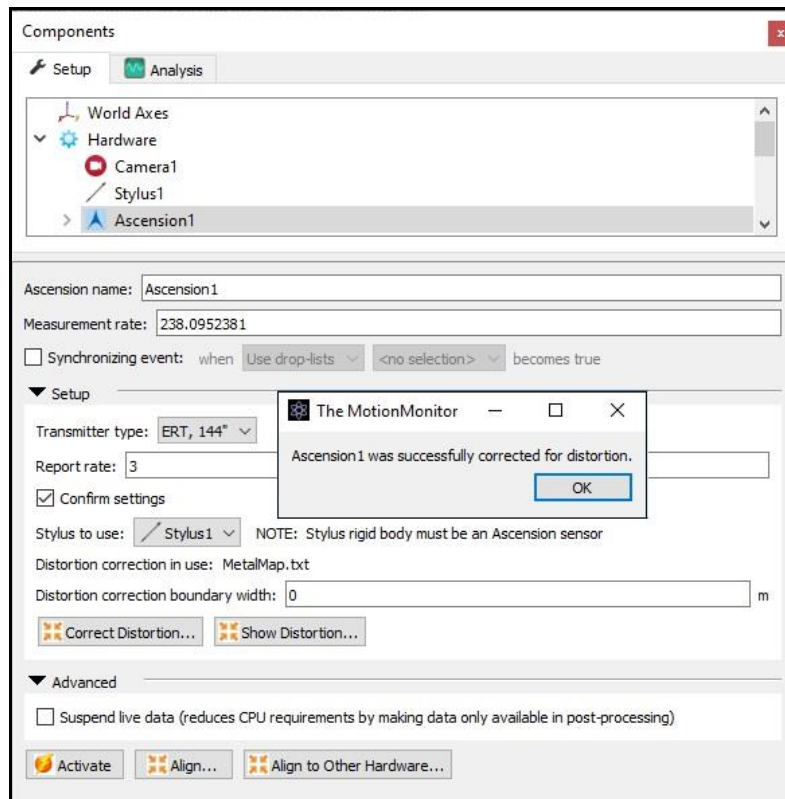 Components
x
Setup Analysis
World Axes
Hardware
Camera1
Stylus1
Ascension1
Ascension name: Ascension1
Measurement rate: 238.0952381
Synchronizing event: when Use drop-lists <no selection> becomes true
Setup
The MotionMonitor
Transmitter type: ERT, 144"
Ascension1 was successfully corrected for distortion.
Report rate: 3
OK
Confirm settings
Stylus to use: Stylus1 NOTE: Stylus rigid body must be an Ascension sensor
Distortion correction in use: MetalMap.txt
Distortion correction boundary width: 0 m
Correct Distortion... Show Distortion...
Advanced
Suspend live data (reduces CPU requirements by making data only available in post-processing)
Activate Align... Align to Other Hardware...